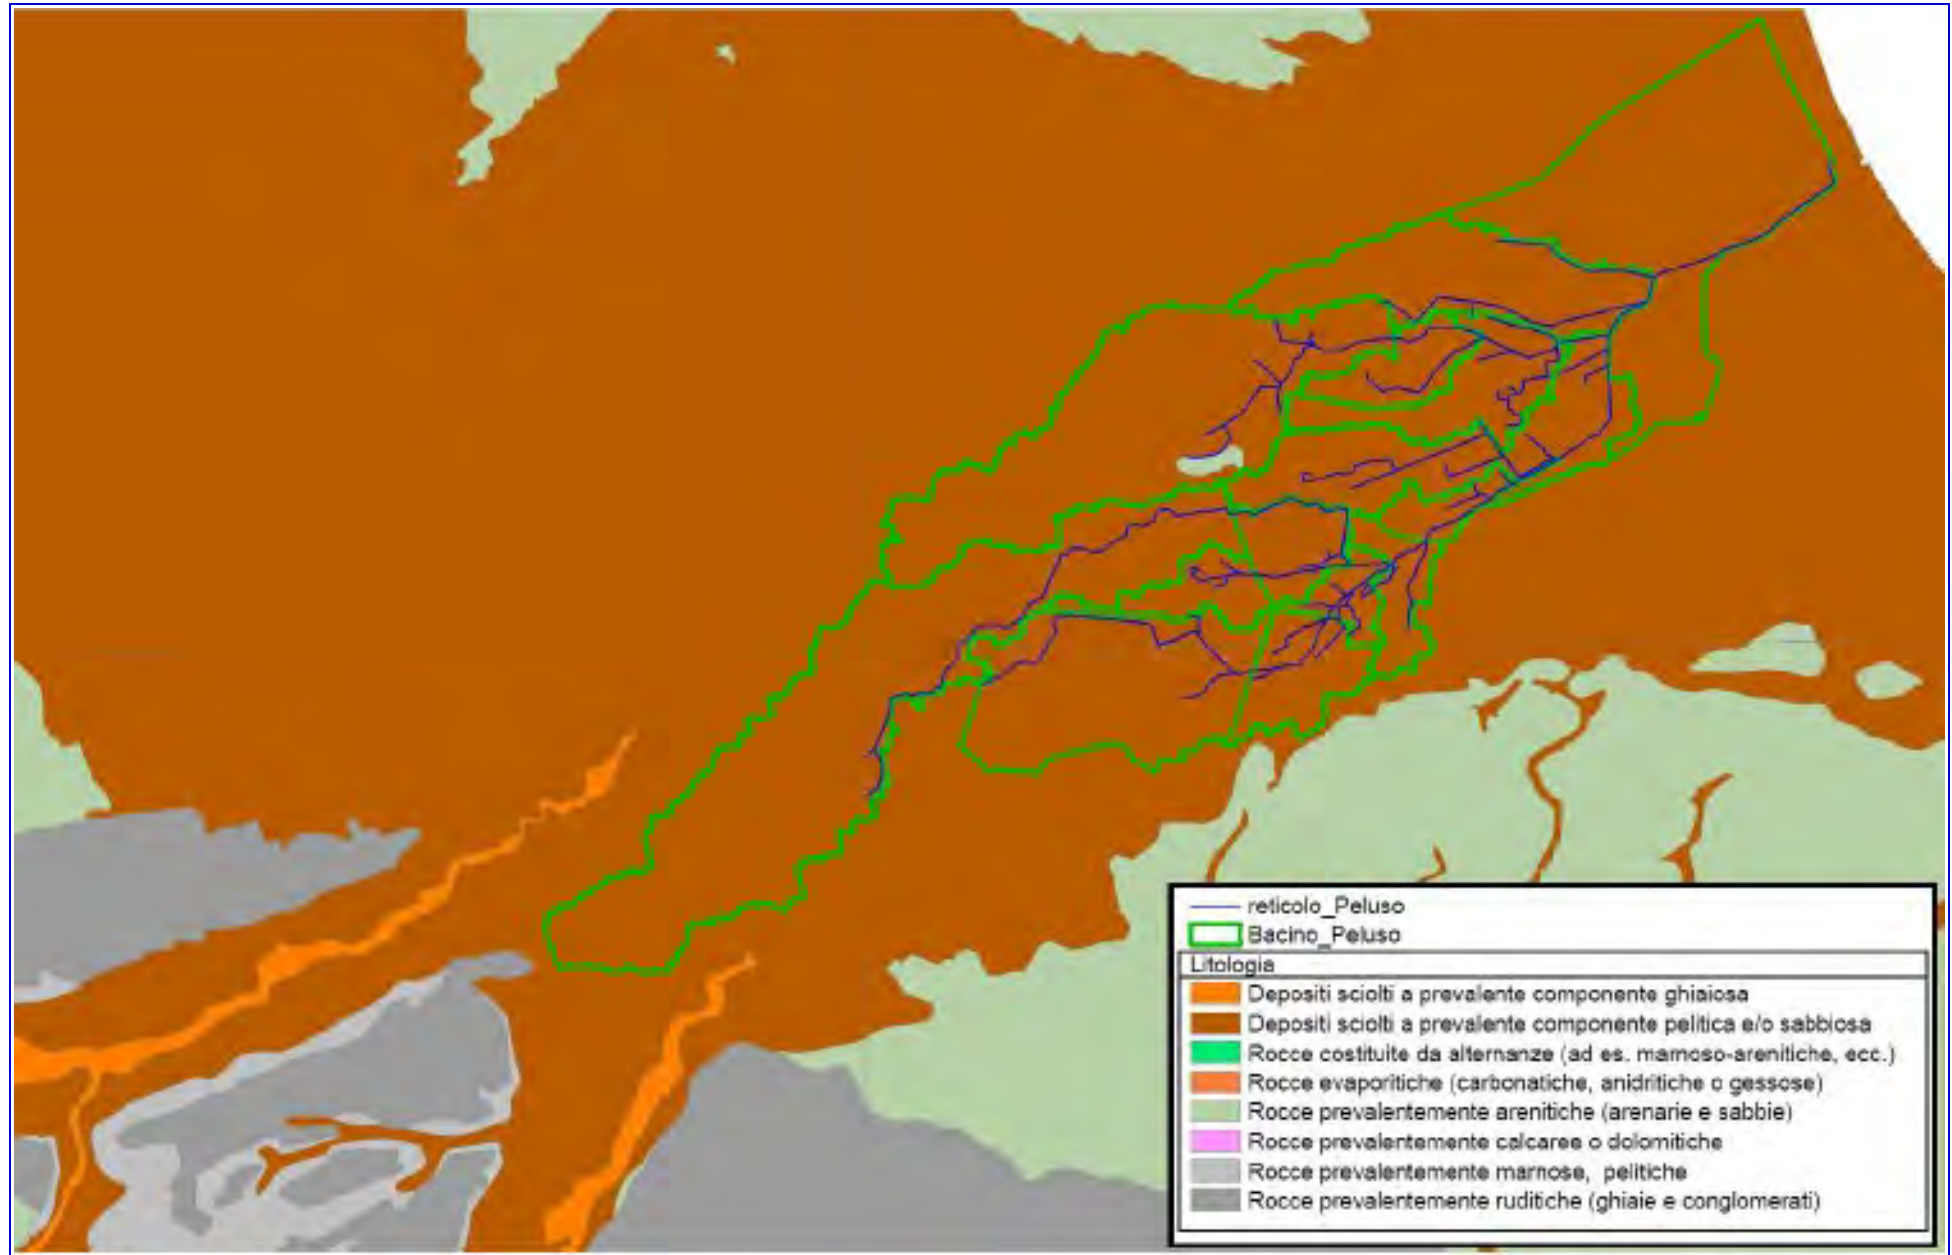 reticolo_Peluso
Bacino_Peluso
Litologia
Depositi sciolti a prevalente componente ghiaiosa
Depositi sciolti a prevalente componente pelitica e/o sabbiosa
Rocce costituite da alternanze (ad es. marnoso-arenitiche, ecc.)
Rocce evaporitiche (carbonatiche, anidritiche o gessose)
Rocce prevalentemente arenitiche (arenarie e sabbie)
Rocce prevalentemente calcaree o dolomitiche
Rocce prevalentemente marnose, pelitiche
Rocce prevalentemente ruditiche (ghiaie e conglomerati)